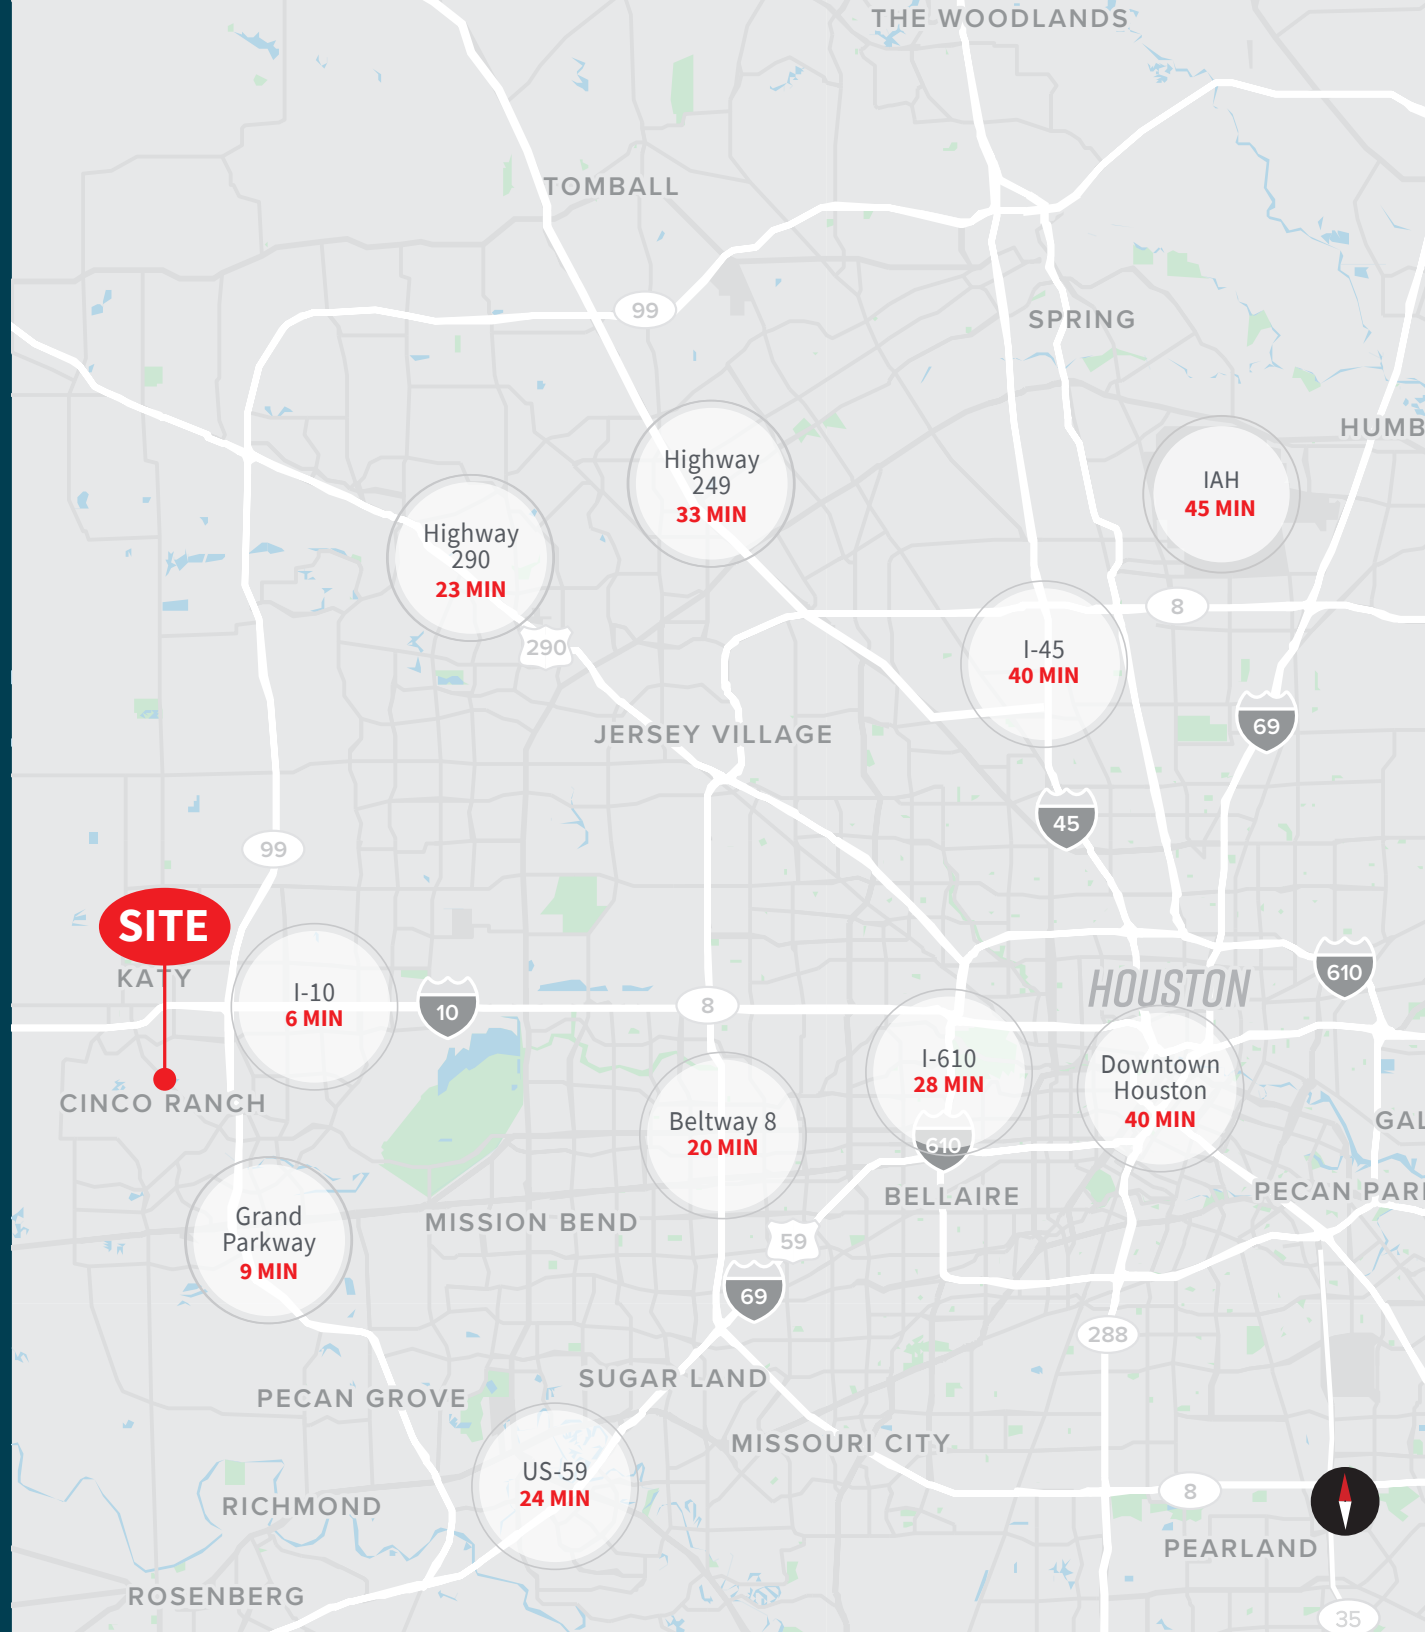 THE WOODLANDS
TOMBALL
99
SPRING
HUMB
Highway
249
33 MIN
IAH
45 MIN
Highway
290
23 MIN
8
290
I-45
40 MIN
69
JERSEY VILLAGE
45
99
SITE
KATY
610
HOUSTON
I-10
6 MIN
10
8
I-610
28 MIN
Downtown
Houston
40 MIN
CINCO RANCH
Beltway 8
20 MIN
GAL
610
BELLAIRE
PECAN PAR
Grand
Parkway
9 MIN
MISSION BEND
59
69
288
SUGAR LAND
PECAN GROVE
MISSOURI CITY
US-59
24 MIN
8
RICHMOND
PEARLAND
ROSENBERG
35